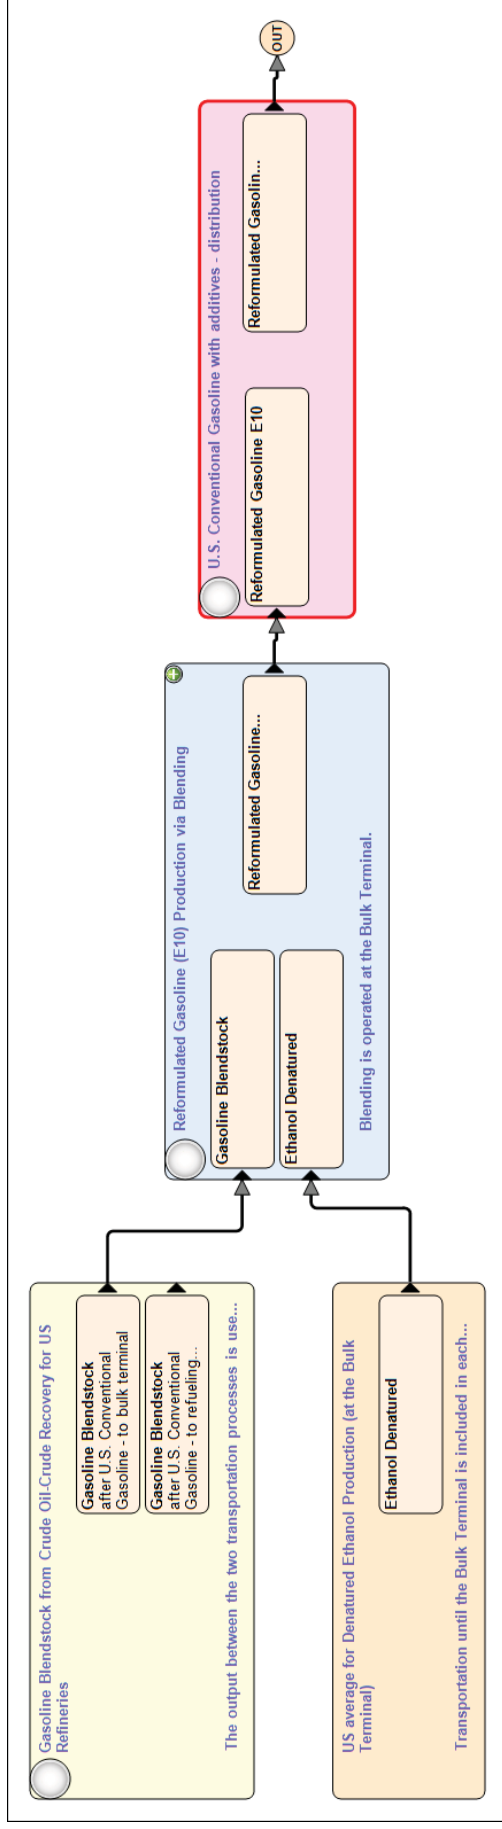 Gasoline Blendstock from Crude Oil-Crude Recovery for US
Refineries
Gasoline Blendstock
after U.S. Conventional
Gasoline - to bulk terminal
Gasoline Blendstock
after U.S. Conventional
Gasoline - to refueling...
The output between the two transportation processes is use...
US average for Denatured Ethanol Production (at the Bulk
Terminal)
Ethanol Denatured
Transportation until the Bulk Terminal is included in each...
Reformulated Gasoline (E10) Production via Blending
Gasoline Blendstock
Ethanol Denatured
Reformulated Gasoline...
Blending is operated at the Bulk Terminal.
U.S. Conventional Gasoline with additives - distribution
Reformulated Gasoline E10
Reformulated Gasolin...
OUT